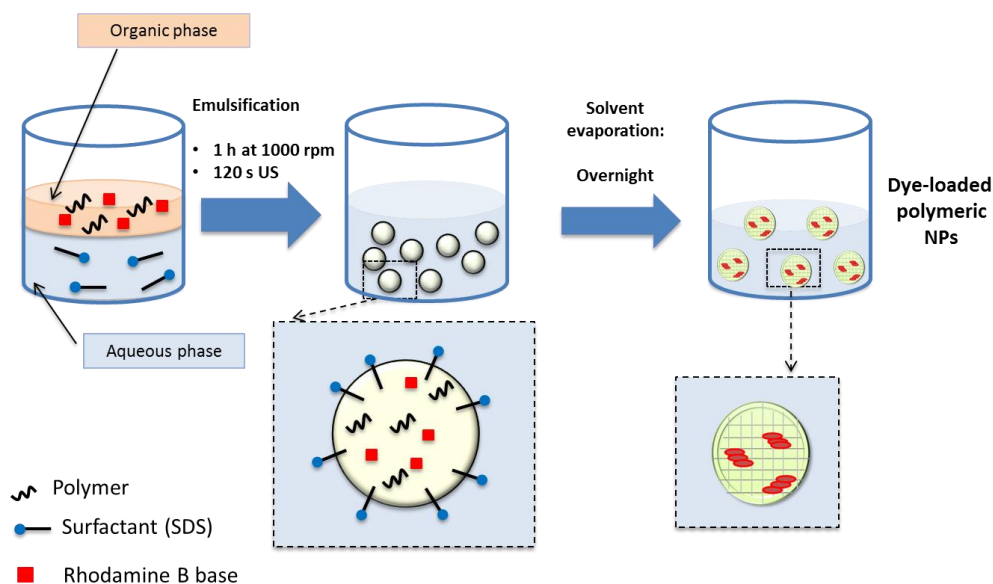 Organic phase
Emulsification
• 1 h at 1000 rpm
• 120 s US
Solvent
evaporation:
Overnight
Dye-loaded
polymeric
NPs
Aqueous phase
Polymer
Surfactant (SDS)
Rhodamine B base